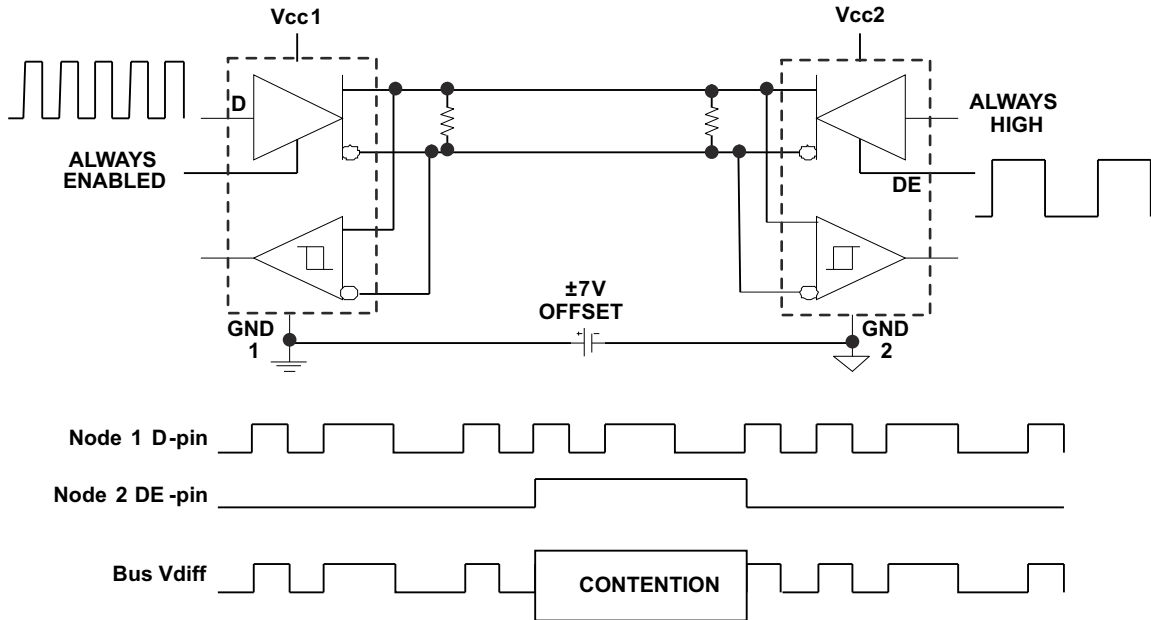 Vcc1
Vcc2
D
ALWAYS
ENABLED
ALWAYS
HIGH
DE
±7V
OFFSET
GND
1
GND
2
Node 1 D-pin
Node 2 DE-pin
Bus Vdiff
CONTENTION